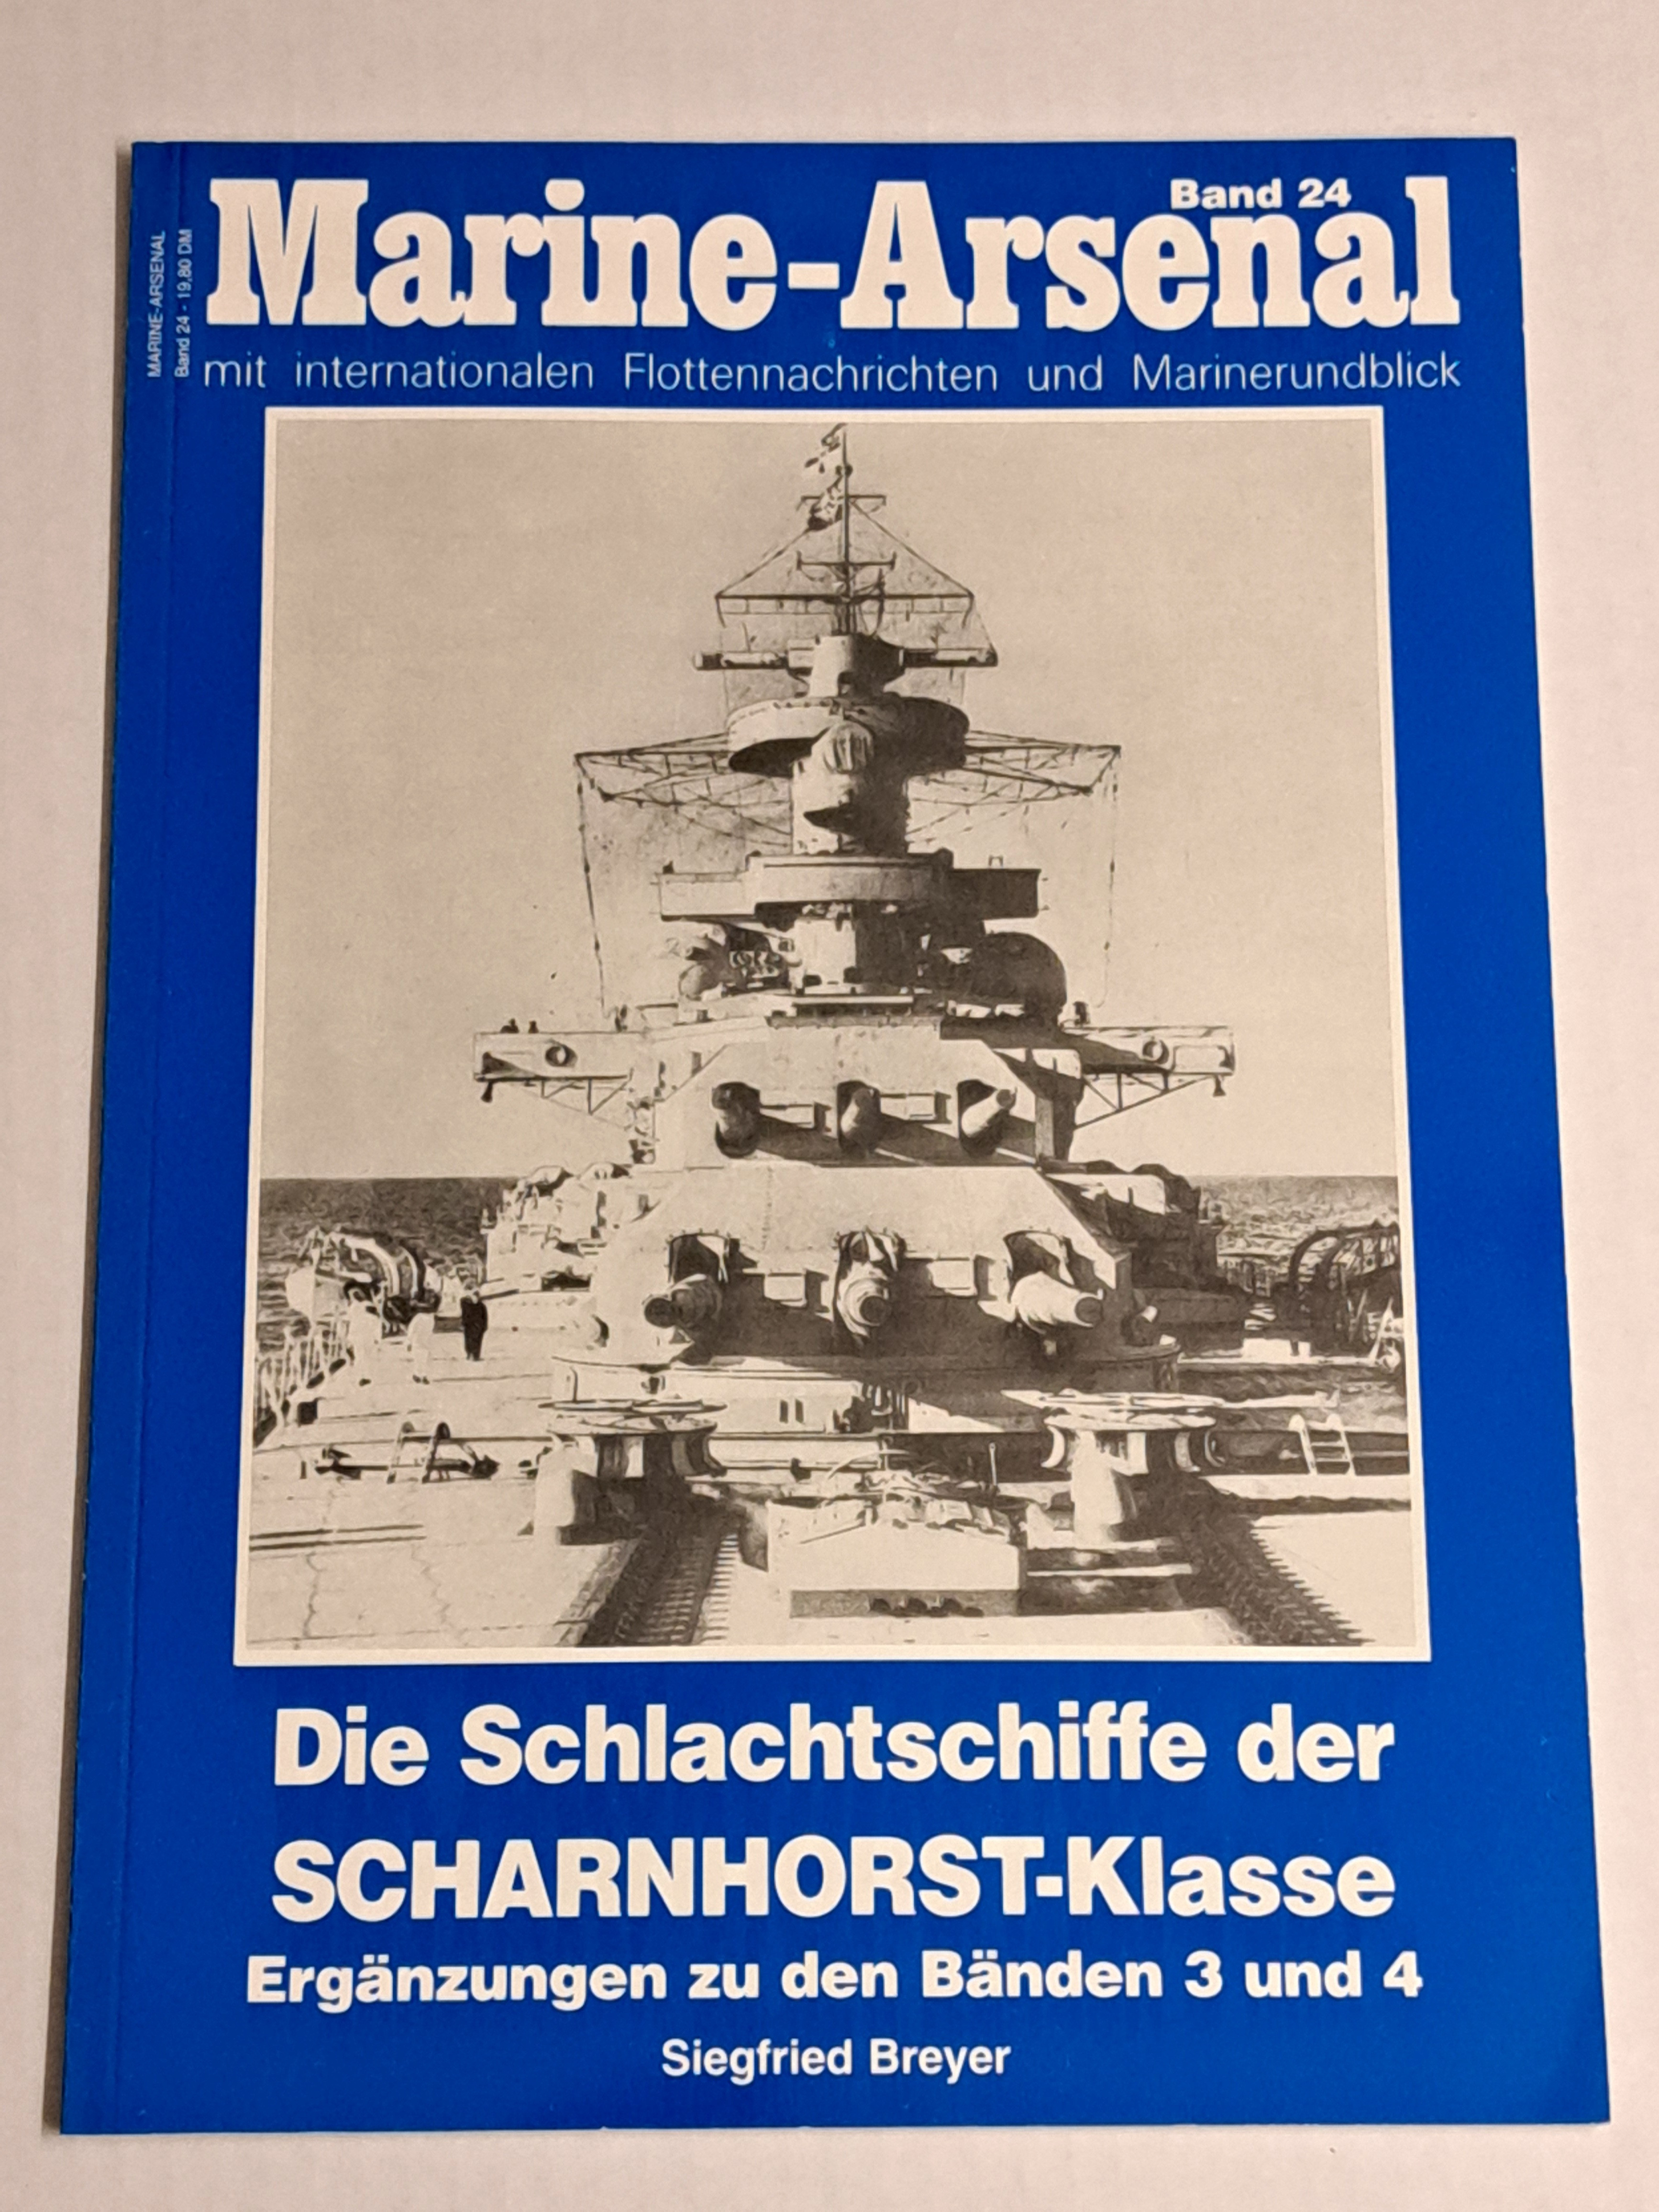 Band 24
Marine-Arsenal
mit internationalen Flottennachrichten und Marinerundblick
MARINE-ARSENAL
Band 24 - 19,80 DM
Die Schlachtschiffe der
SCHARNHORST-Klasse
Ergänzungen zu den Bänden 3 und 4
Siegfried Breyer